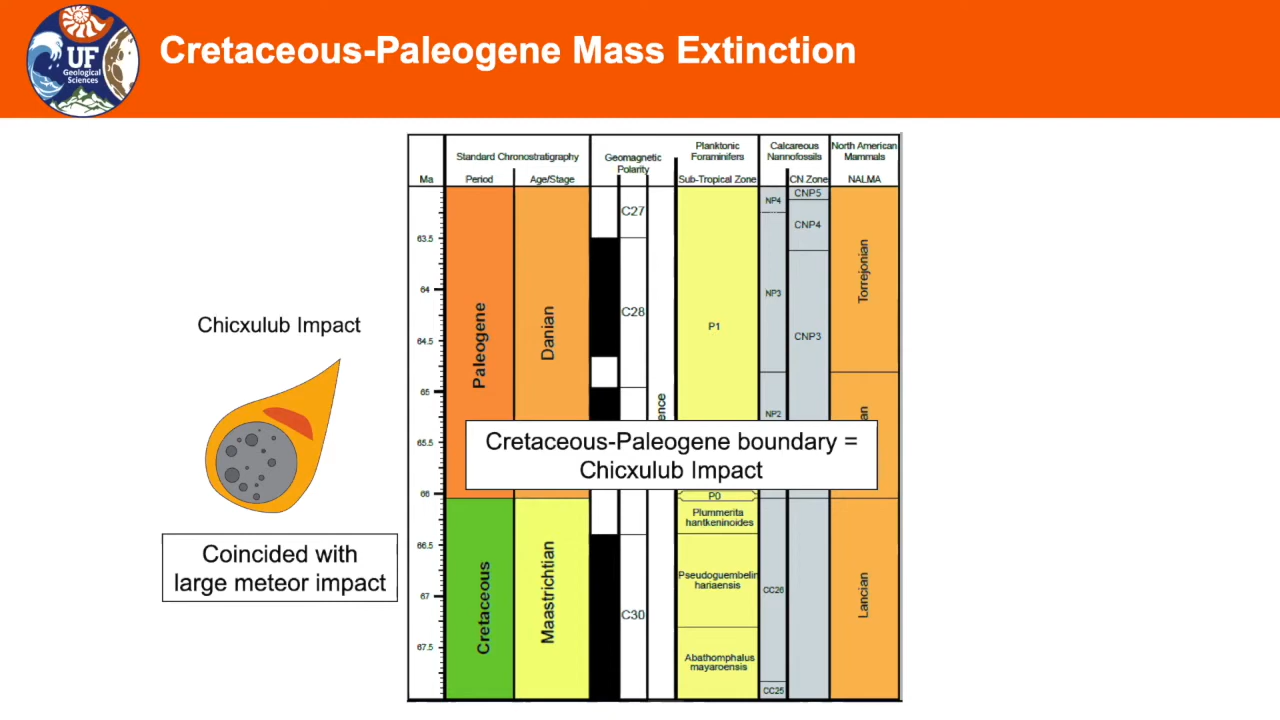 UF
Geological
Sciences
Cretaceous-Paleogene Mass Extinction
Chicxulub Impact
Coincided with
large meteor impact
Standard Chronostratigraphy
Geomagnetic
Polarity
Planktonic
Foraminifers
Calcareous
Nannofossils
North American
Mammals
Ma
Period
Age/Stage
Sub-Tropical Zone
CN Zone
NALMA
63.5
64
64.5
65
65.5
66
66.5
67
67.5
Paleogene
Cretaceous
Danian
Maastrichtian
C27
C28
C30
ence
P1
P0
Plummerita
hantkeninoides
Pseudoguembelin
hariaensis
Abathomphalus
mayaroensis
NP4
NP3
NP2
CC26
CC25
CNP5
CNP4
CNP3
Torrejonian
an
Lancian
Cretaceous-Paleogene boundary =
Chicxulub Impact